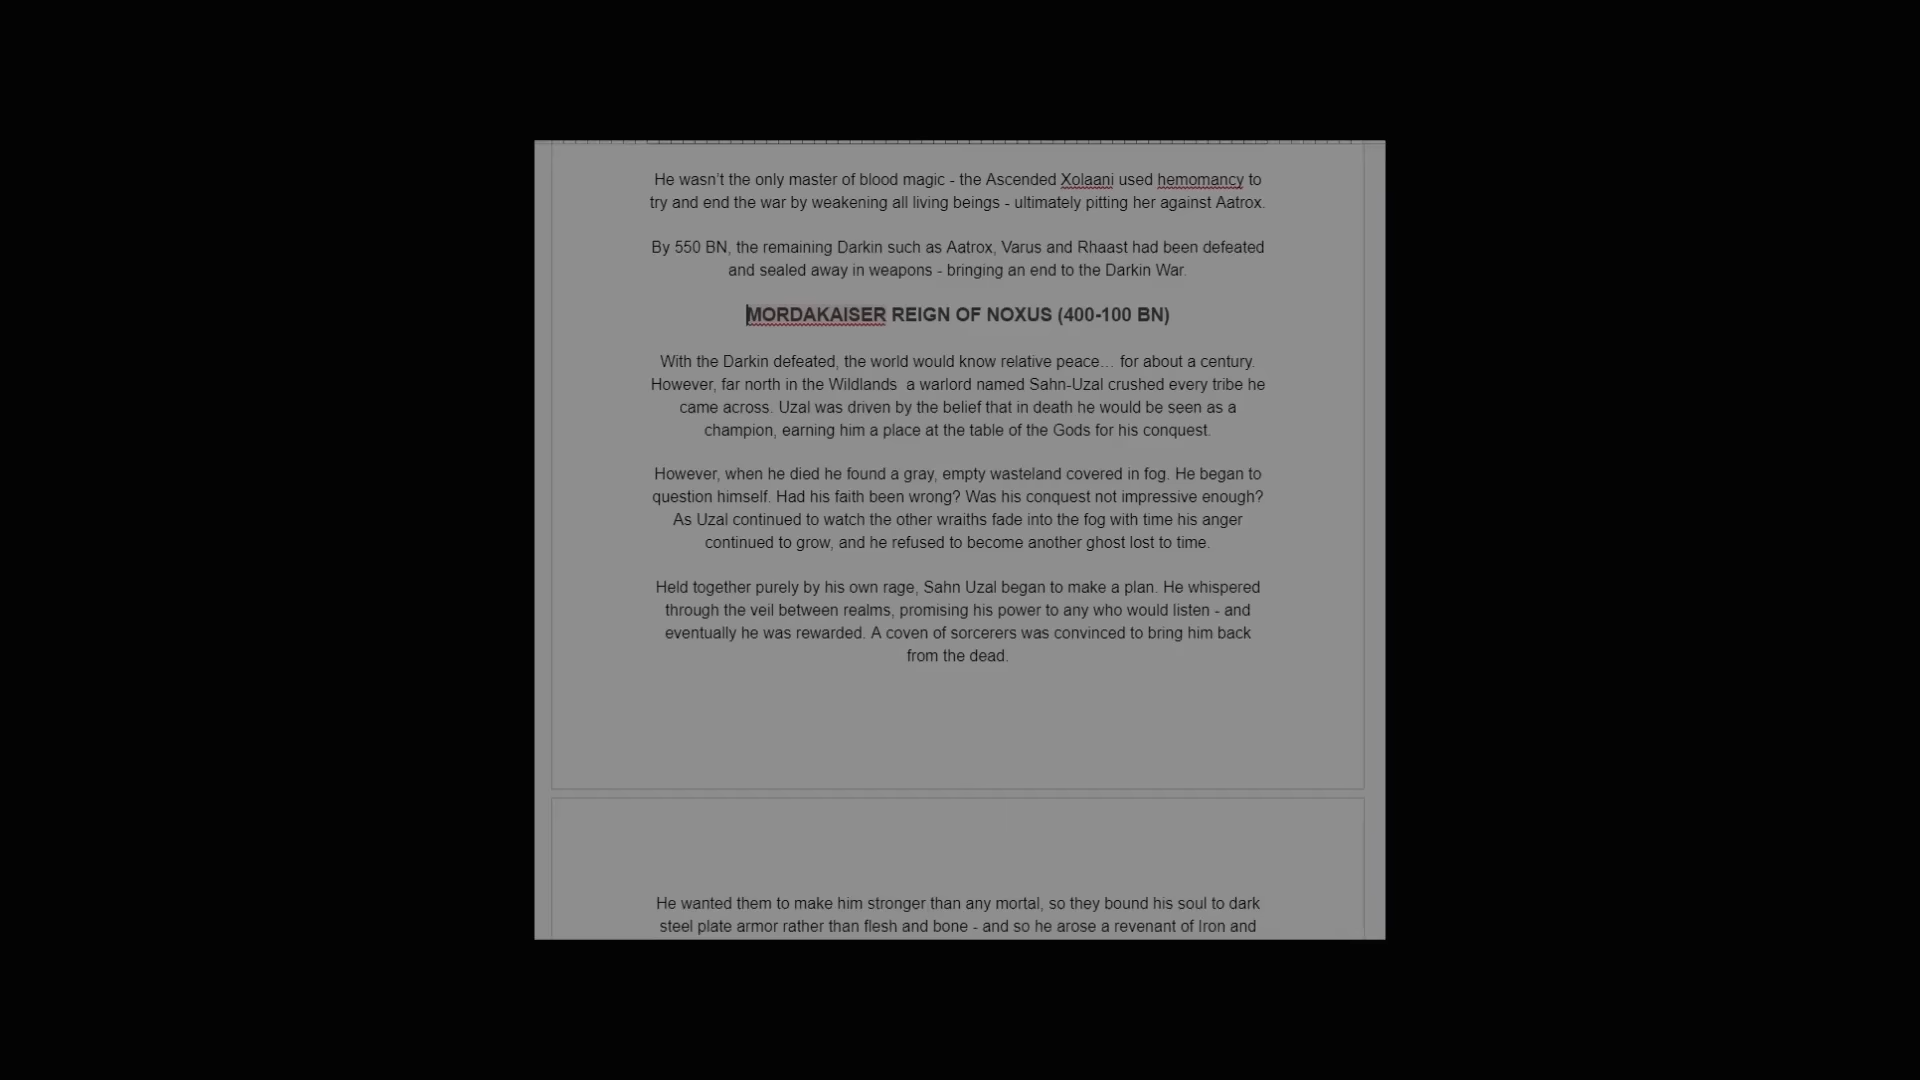 He wasn't the only master of blood magic - the Ascended Xolaani used hemomancy to
try and end the war by weakening all living beings - ultimately pitting her against Aatrox.
By 550 BN, the remaining Darkin such as Aatrox, Varus and Rhaast had been defeated
and sealed away in weapons - bringing an end to the Darkin War.
MORDAKAISER REIGN OF NOXUS (400-100 BN)
With the Darkin defeated, the world would know relative peace… for about a century.
However, far north in the Wildlands  a warlord named Sahn-Uzal crushed every tribe he
came across. Uzal was driven by the belief that in death he would be seen as a
champion, earning him a place at the table of the Gods for his conquest.
However, when he died he found a gray, empty wasteland covered in fog. He began to
question himself. Had his faith been wrong? Was his conquest not impressive enough?
As Uzal continued to watch the other wraiths fade into the fog with time his anger
continued to grow, and he refused to become another ghost lost to time.
Held together purely by his own rage, Sahn Uzal began to make a plan. He whispered
through the veil between realms, promising his power to any who would listen - and
eventually he was rewarded. A coven of sorcerers was convinced to bring him back
from the dead.
He wanted them to make him stronger than any mortal, so they bound his soul to dark
steel plate armor rather than flesh and bone - and so he arose a revenant of Iron and